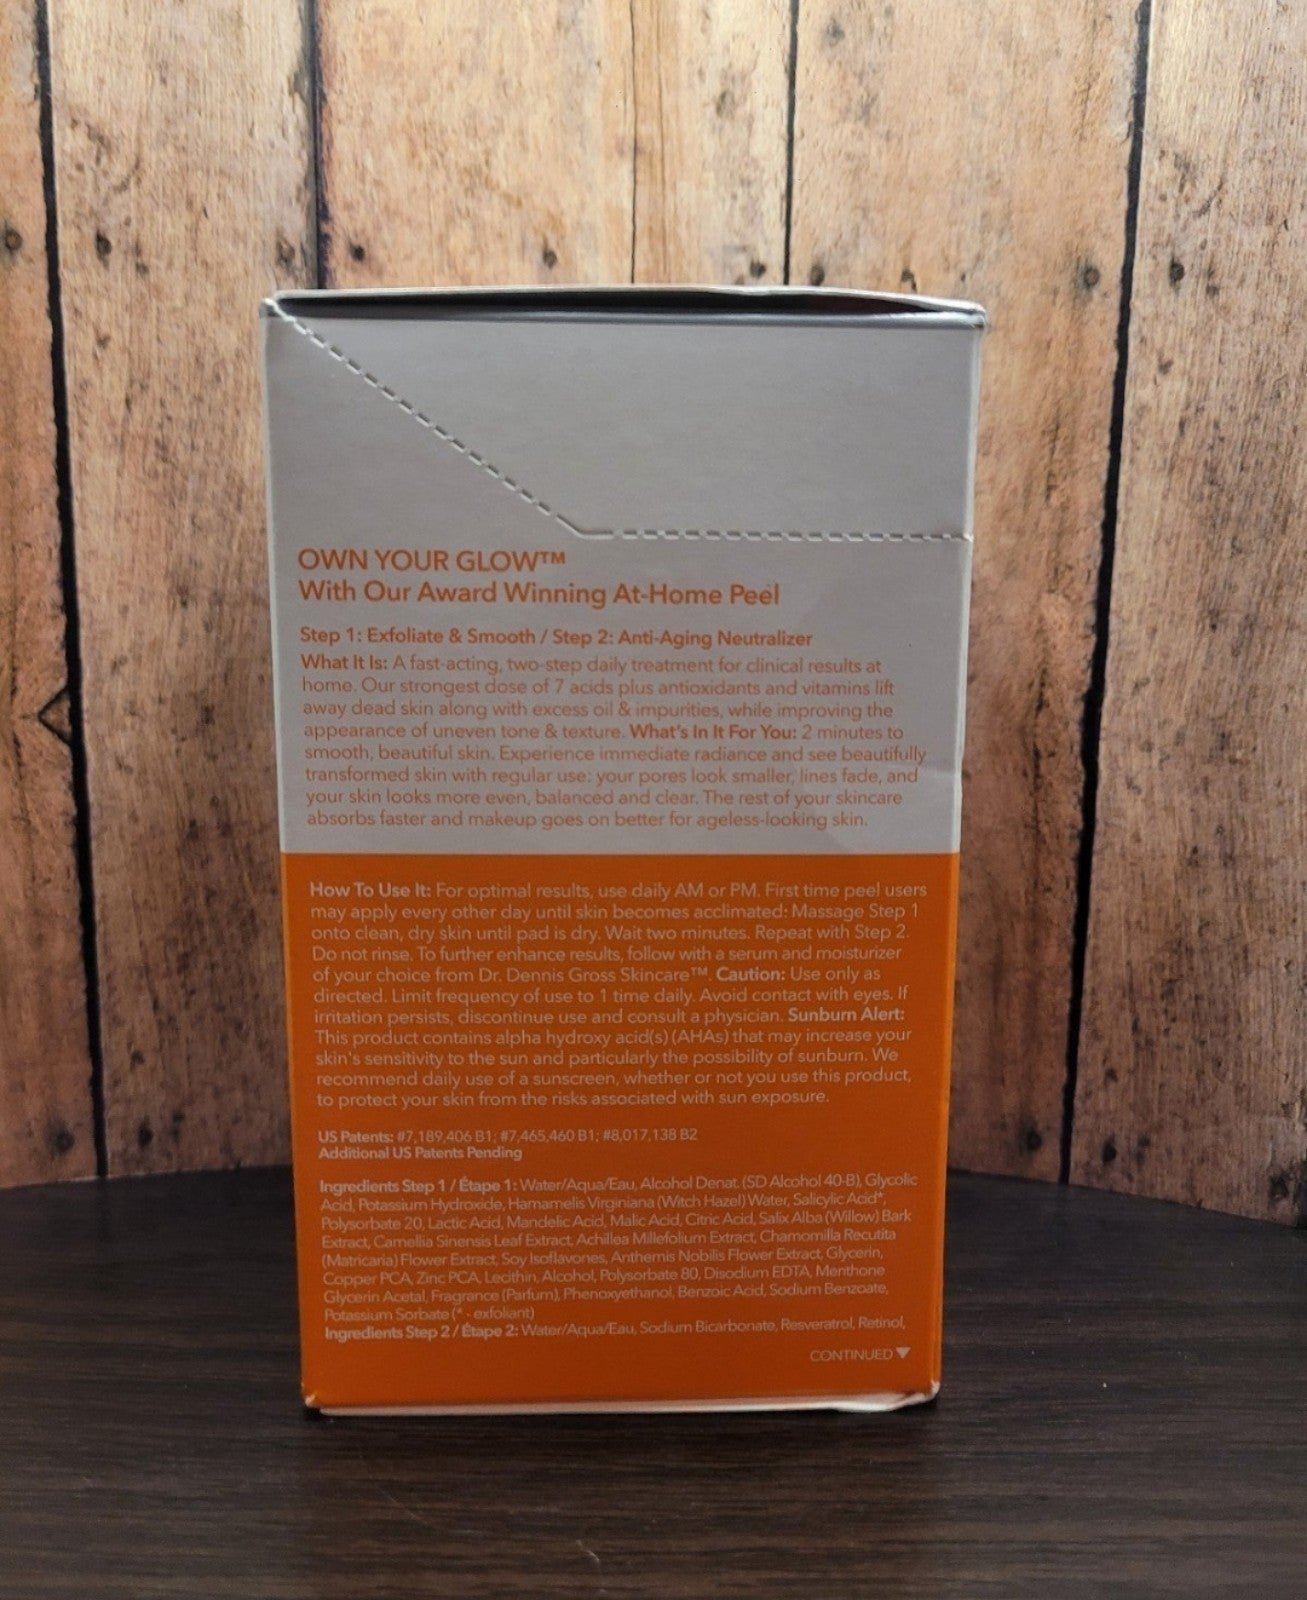 OWN YOUR GLOW™
With Our Award Winning At-Home Peel
Step 1: Exfoliate & Smooth / Step 2: Anti-Aging Neutralizer
What It Is: A fast-acting, two-step daily treatment for clinical results at
home. Our strongest dose of 7 acids plus antioxidants and vitamins lift
away dead skin along with excess oil & impurities, while improving the
appearance of uneven tone & texture. What's In It For You: 2 minutes to
smooth, beautiful skin. Experience immediate radiance and see beautifully
transformed skin with regular use: your pores look smaller, lines fade, and
your skin looks more even, balanced and clear. The rest of your skincare
absorbs faster and makeup goes on better for ageless-looking skin.
How To Use It: For optimal results, use daily AM or PM. First time peel users
may apply every other day until skin becomes acclimated: Massage Step 1
onto clean, dry skin until pad is dry. Wait two minutes. Repeat with Step 2.
Do not rinse. To further enhance results, follow with a serum and moisturizer
of your choice from Dr. Dennis Gross Skincare™. Caution: Use only as
directed. Limit frequency of use to 1 time daily. Avoid contact with eyes. If
irritation persists, discontinue use and consult a physician. Sunburn Alert:
This product contains alpha hydroxy acid(s) (AHAs) that may increase your
skin's sensitivity to the sun and particularly the possibility of sunburn. We
recommend daily use of a sunscreen, whether or not you use this product,
to protect your skin from the risks associated with sun exposure.
US Patents: #7,189,406 B1; #7,465,460 B1; #8,017,138 B2
Additional US Patents Pending
Ingredients Step 1 / Étape 1: Water/Aqua/Eau, Alcohol Denat. (SD Alcohol 40-B), Glycolic
Acid, Potassium Hydroxide, Hamamelis Virginiana (Witch Hazel) Water, Salicylic Acid*,
Polysorbate 20, Lactic Acid, Mandelic Acid, Malic Acid, Citric Acid, Salix Alba (Willow) Bark
Extract, Camellia Sinensis Leaf Extract, Achillea Millefolium Extract, Chamomilla Recutita
(Matricaria) Flower Extract, Soy Isoflavones, Anthemis Nobilis Flower Extract, Glycerin,
Copper PCA, Zinc PCA, Lecithin, Alcohol, Polysorbate 80, Disodium EDTA, Menthone
Glycerin Acetal, Fragrance (Parfum), Phenoxyethanol, Benzoic Acid, Sodium Benzoate,
Potassium Sorbate (* - exfoliant)
Ingredients Step 2 / Étape 2: Water/Aqua/Eau, Sodium Bicarbonate, Resveratrol, Retinol,
CONTINUED ▼